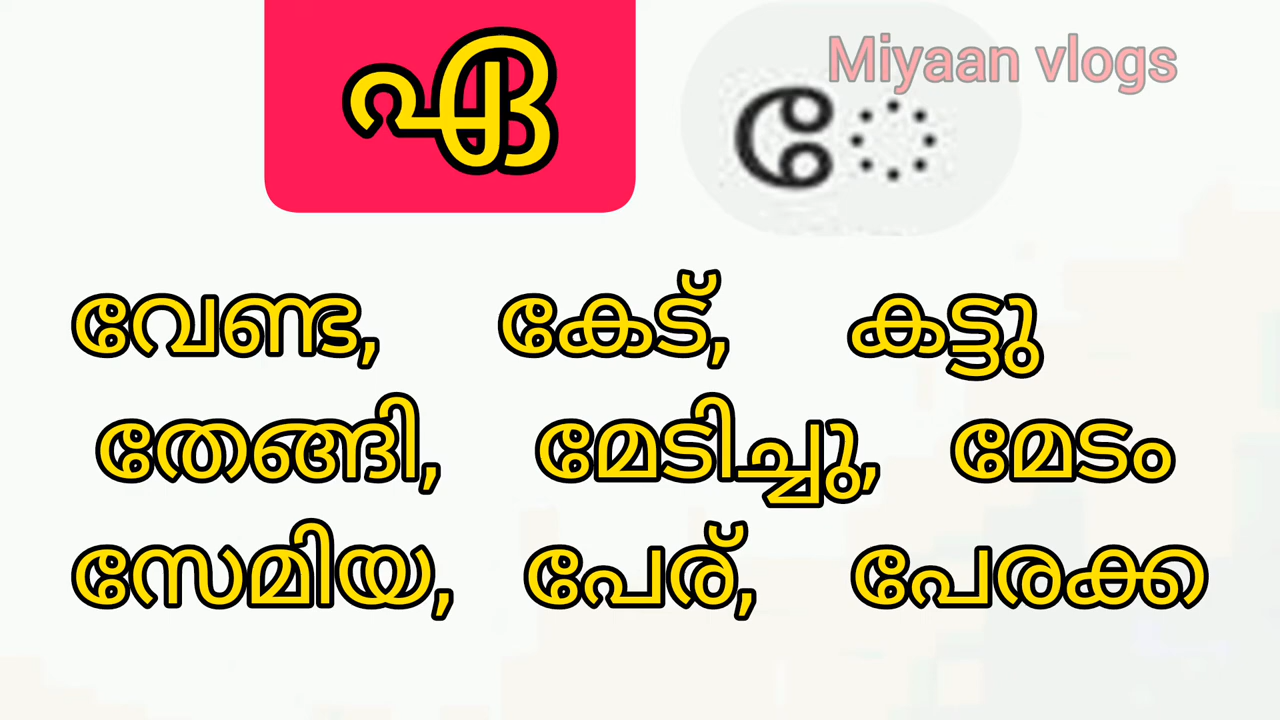 Miyaan vlogs
ഏ േ
വേണ്ട, കേട്, കട്ടു
തേങ്ങി, മേടിച്ചു, മേടം
സേമിയ, പേര്, പേരക്ക